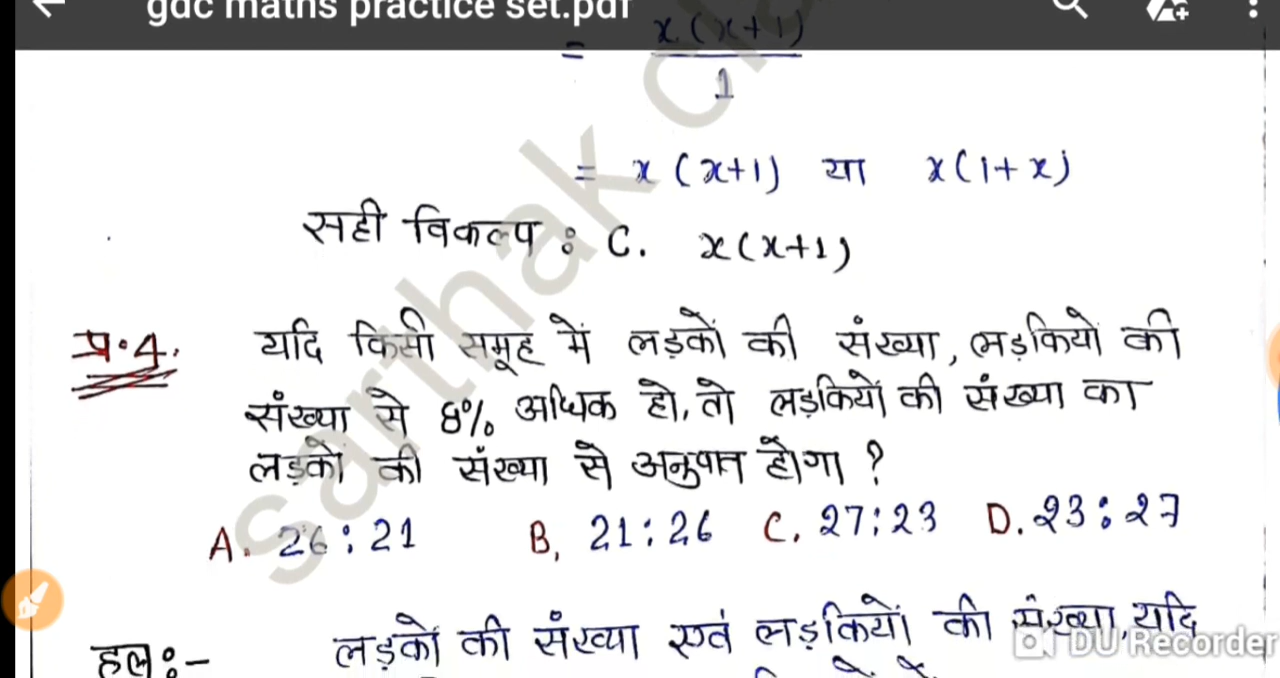 gdc maths practice set.pdf
= x(x+1)
1
= x (x+1) या x(1+x)
सही विकल्प : C. x(x+1)
प्र.4. यदि किसी समूह में लड़कों की संख्या, लड़कियो की
संख्या से 8% अधिक हो, तो लड़कियों की संख्या का
लड़कों की संख्या से अनुपात होगा ?
A. 26:21 B. 21:26 C. 27:23 D. 23:27
हल:- लड़कों की संख्या एवं लड़कियों की संख्या, यदि
DU Recorder
sarthak